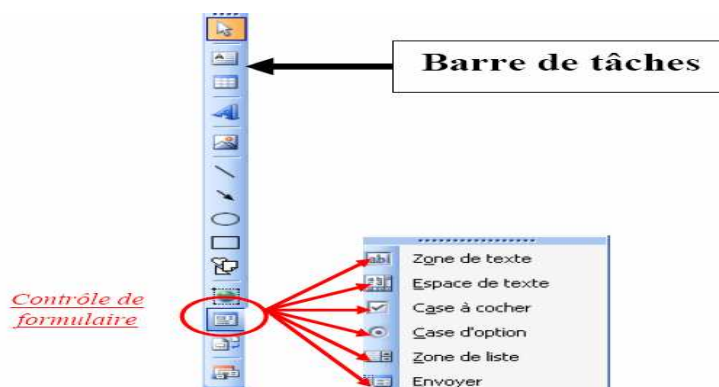 Barre de tâches
Zone de texte
Espace de texte
Case à cocher
Case d'option
Zone de liste
Envoyer
Contrôle de
formulaire